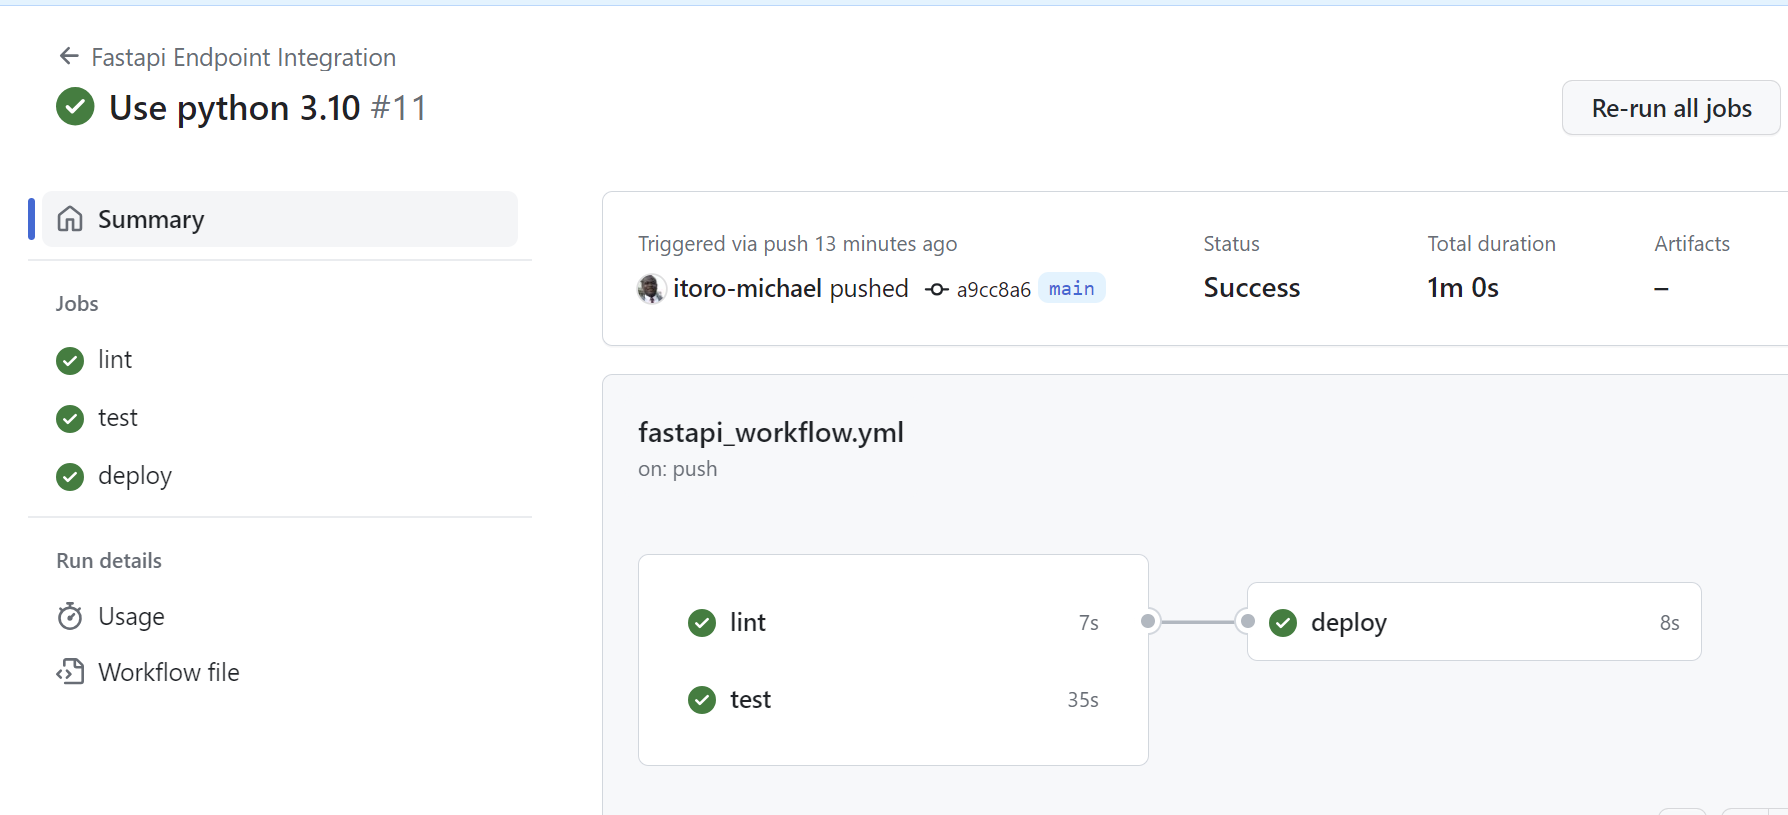 Fastapi Endpoint Integration
Use python 3.10 #11
Re-run all jobs
Summary
Jobs
lint
test
deploy
Run details
Usage
Workflow file
Triggered via push 13 minutes ago
itoro-michael pushed a9cc8a6 main
Status
Success
Total duration
1m 0s
Artifacts
–
fastapi_workflow.yml
on: push
lint 7s
test 35s
deploy 8s